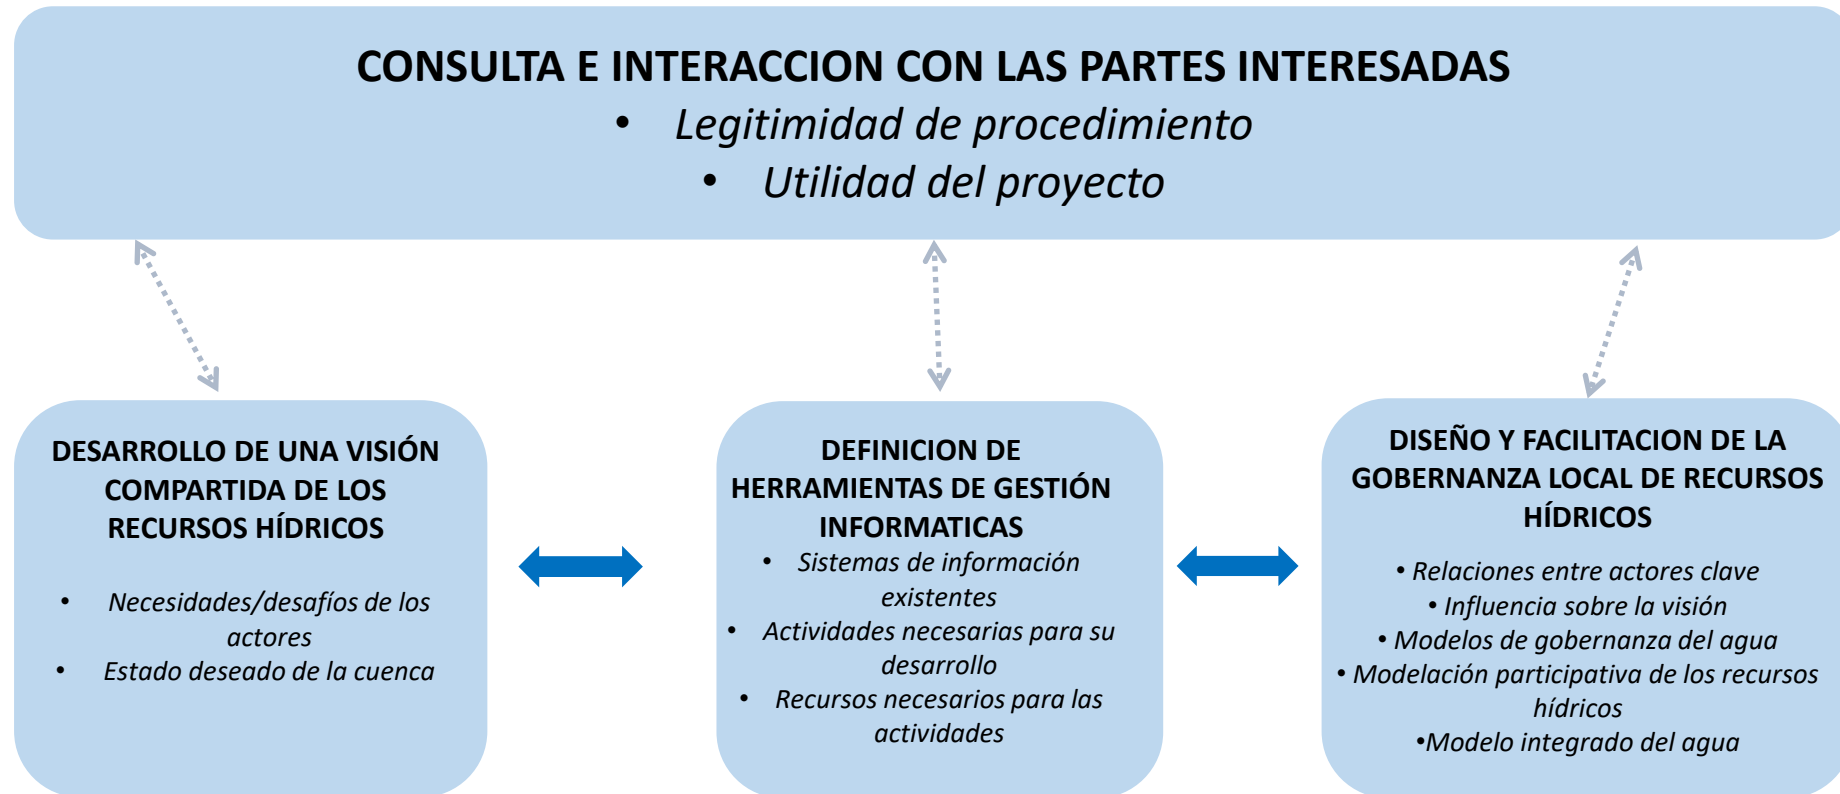 CONSULTA E INTERACCION CON LAS PARTES INTERESADAS
• Legitimidad de procedimiento
• Utilidad del proyecto
DESARROLLO DE UNA VISIÓN
COMPARTIDA DE LOS
RECURSOS HÍDRICOS
• Necesidades/desafíos de los
actores
• Estado deseado de la cuenca
DEFINICION DE
HERRAMIENTAS DE GESTIÓN
INFORMATICAS
• Sistemas de información
existentes
• Actividades necesarias para su
desarrollo
• Recursos necesarios para las
actividades
DISEÑO Y FACILITACION DE LA
GOBERNANZA LOCAL DE RECURSOS
HÍDRICOS
• Relaciones entre actores clave
• Influencia sobre la visión
• Modelos de gobernanza del agua
• Modelación participativa de los recursos
hídricos
•Modelo integrado del agua